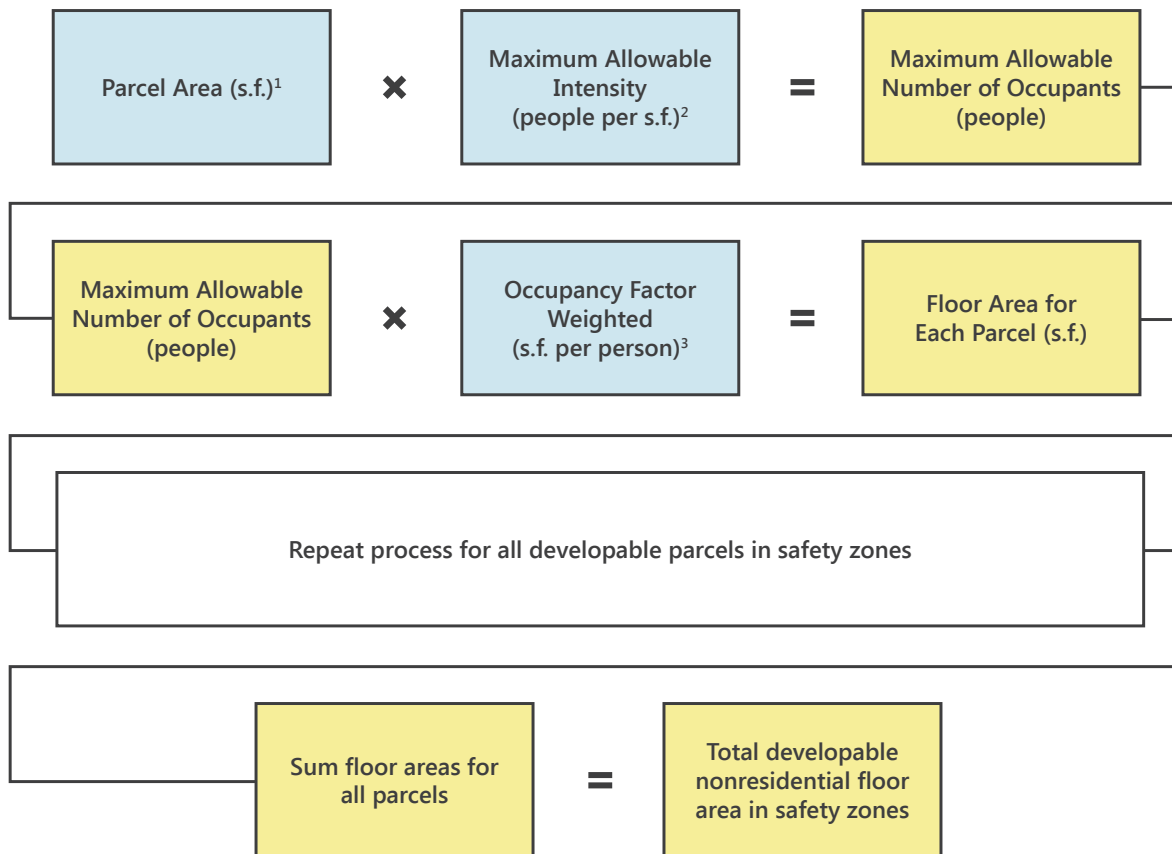 Parcel Area (s.f.)¹
×
Maximum Allowable
Intensity
(people per s.f.)²
=
Maximum Allowable
Number of Occupants
(people)
Maximum Allowable
Number of Occupants
(people)
×
Occupancy Factor
Weighted
(s.f. per person)³
=
Floor Area for
Each Parcel (s.f.)
Repeat process for all developable parcels in safety zones
Sum floor areas for
all parcels
=
Total developable
nonresidential floor
area in safety zones